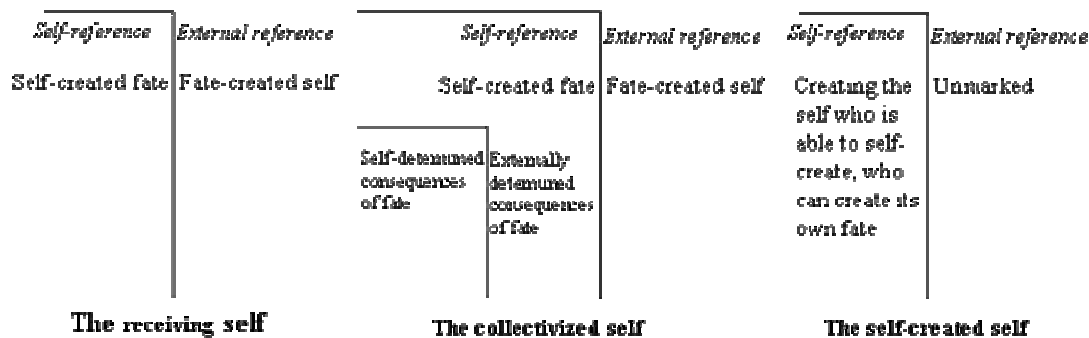 Self-reference External reference
Self-created fate Fate-created self
The receiving self
Self-reference External reference
Self-created fate Fate-created self
Self-determined
consequences
of fate
Externally
determined
consequences
of fate
The collectivized self
Self-reference External reference
Creating the
self who is
able to self-
create, who
can create its
own fate
Unmarked
The self-created self